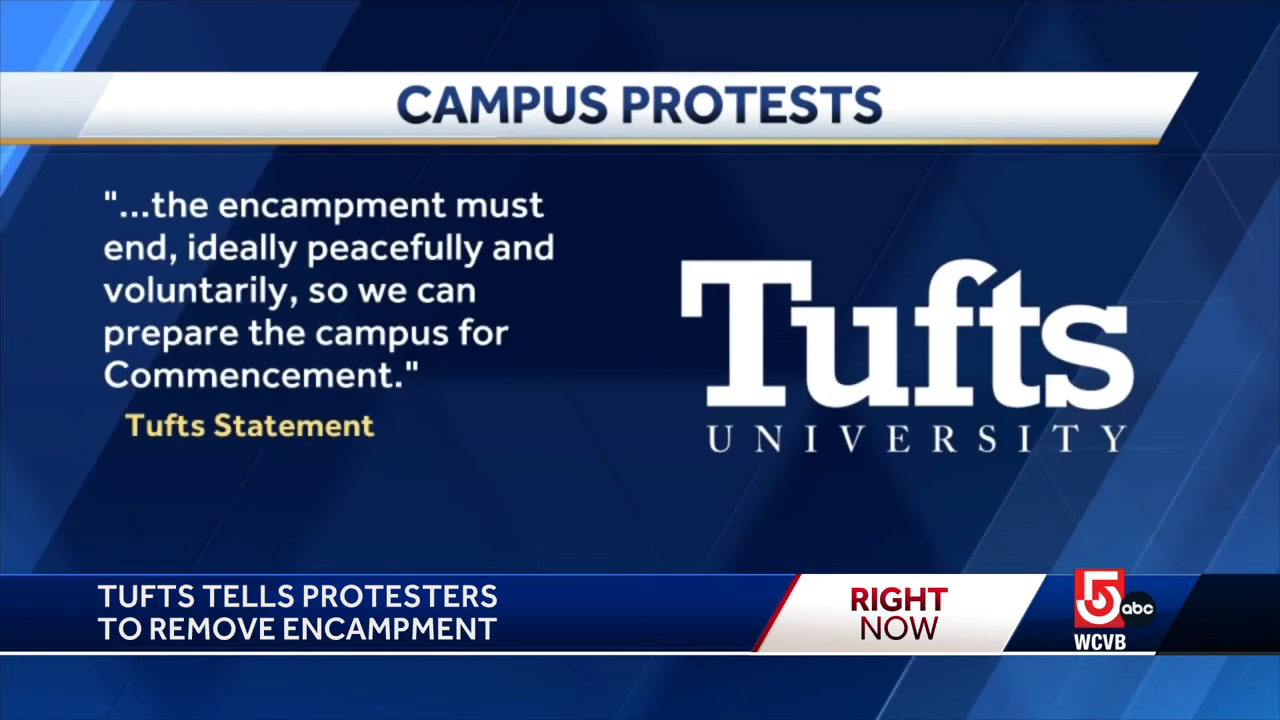 CAMPUS PROTESTS
"...the encampment must
end, ideally peacefully and
voluntarily, so we can
prepare the campus for
Commencement."
Tufts Statement
Tufts
UNIVERSITY
TUFTS TELLS PROTESTERS
TO REMOVE ENCAMPMENT
RIGHT
NOW
5
abc
WCVB